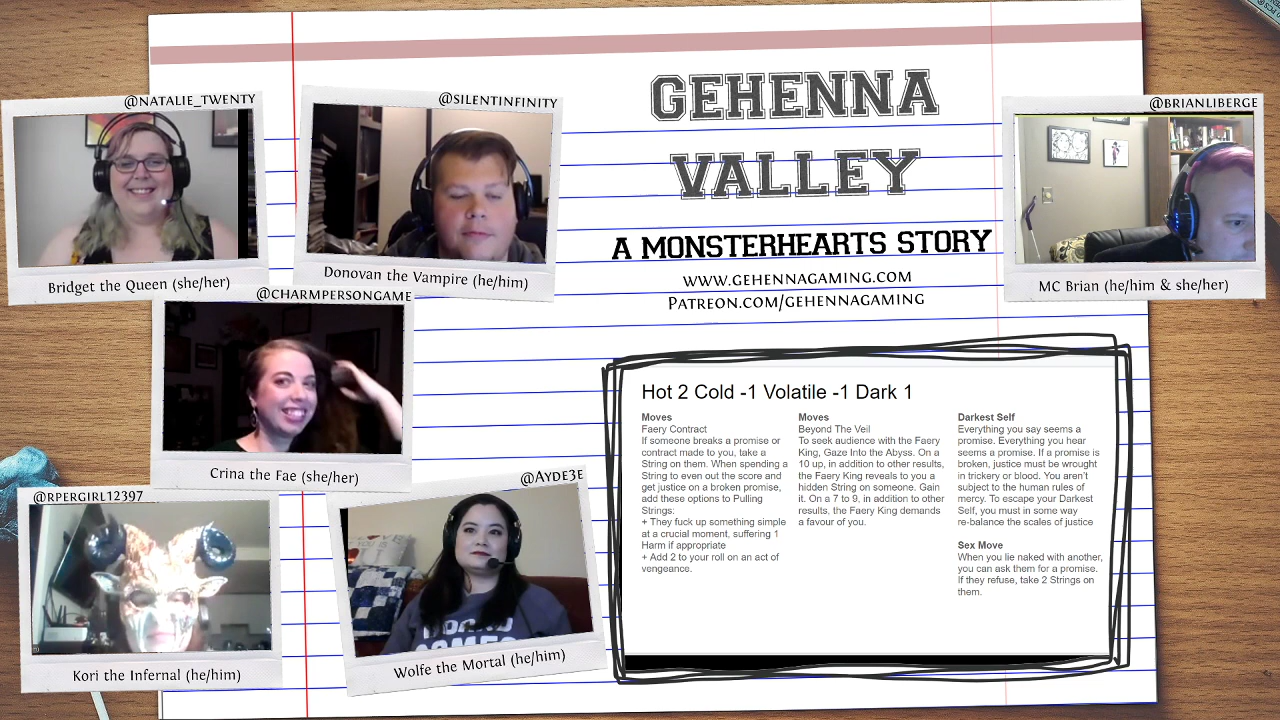 @NATALIE_TWENTY
Bridget the Queen (she/her)
@SILENTINFINITY
Donovan the Vampire (he/him)
GEHENNA
VALLEY
A MONSTERHEARTS STORY
WWW.GEHENNAGAMING.COM
PATREON.COM/GEHENNAGAMING
@BRIANLIBERGE
MC Brian (he/him & she/her)
@CHARMPERSONGAME
Crina the Fae (she/her)
@RPERGIRL12397
Kori the Infernal (he/him)
@AYDE3E
Wolfe the Mortal (he/him)
Hot 2 Cold -1 Volatile -1 Dark 1
Moves
Faery Contract
If someone breaks a promise or
contract made to you, take a
String on them. When spending a
String to even out the score and
get justice on a broken promise,
add these options to Pulling
Strings:
+ They fuck up something simple
at a crucial moment, suffering 1
Harm if appropriate
+ Add 2 to your roll on an act of
vengeance.
Moves
Beyond The Veil
To seek audience with the Faery
King, Gaze Into the Abyss. On a
10 up, in addition to other results,
the Faery King reveals to you a
hidden String on someone. Gain
it. On a 7 to 9, in addition to other
results, the Faery King demands
a favour of you.
Darkest Self
Everything you say seems a
promise. Everything you hear
seems a promise. If a promise is
broken, justice must be wrought
in trickery or blood. You aren't
subject to the human rules of
mercy. To escape your Darkest
Self, you must in some way
re-balance the scales of justice
Sex Move
When you lie naked with another,
you can ask them for a promise.
If they refuse, take 2 Strings on
them.